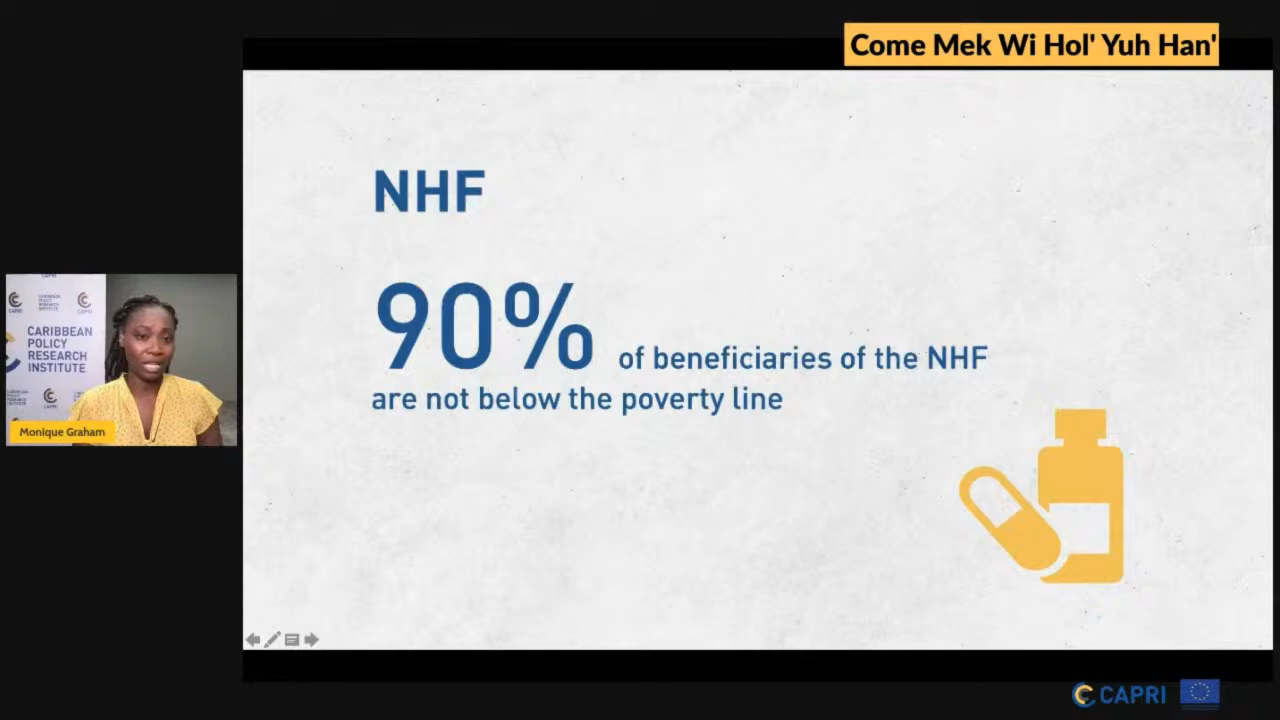 Come Mek Wi Hol' Yuh Han'
NHF
90% of beneficiaries of the NHF
are not below the poverty line
CAPRI
CARIBBEAN
POLICY
RESEARCH
INSTITUTE
Monique Graham
CAPRI